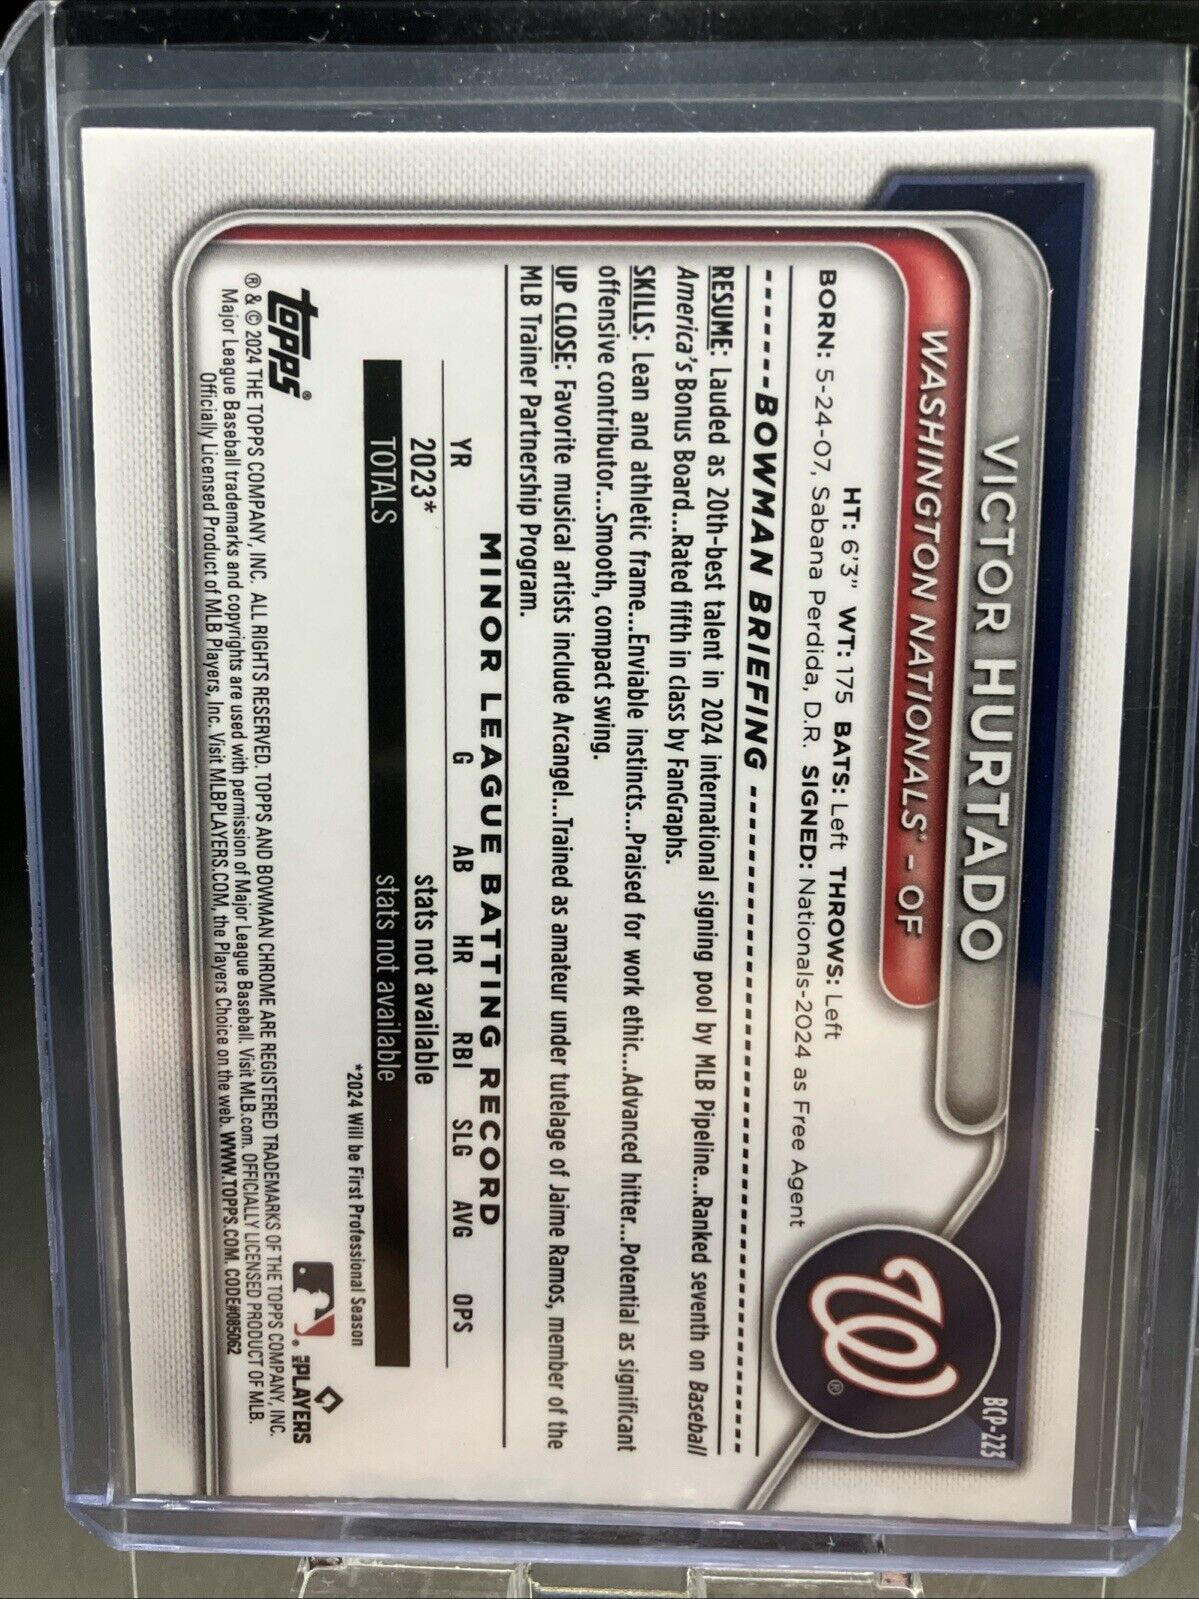 BCP-223
VICTOR HURTADO
WASHINGTON NATIONALS® – OF
W®
HT: 6'3" WT: 175 BATS: Left THROWS: Left
BORN: 5-24-07, Sabana Perdida, D.R. SIGNED: Nationals-2024 as Free Agent
BOWMAN BRIEFING
RESUME: Lauded as 20th-best talent in 2024 international signing pool by MLB Pipeline...Ranked seventh on Baseball
America's Bonus Board...Rated fifth in class by FanGraphs.
SKILLS: Lean and athletic frame...Enviable instincts...Praised for work ethic...Advanced hitter...Potential as significant
offensive contributor...Smooth, compact swing.
UP CLOSE: Favorite musical artists include Arcangel...Trained as amateur under tutelage of Jaime Ramos, member of the
MLB Trainer Partnership Program.
MINOR LEAGUE BATTING RECORD
YR G AB HR RBI SLG AVG OPS
2023* stats not available
TOTALS stats not available
*2024 Will be First Professional Season
topps®
MLB PLAYERS
® & © 2024 THE TOPPS COMPANY, INC. ALL RIGHTS RESERVED. TOPPS AND BOWMAN CHROME ARE REGISTERED TRADEMARKS OF THE TOPPS COMPANY, INC.
Major League Baseball trademarks and copyrights are used with permission of Major League Baseball. Visit MLB.com. OFFICIALLY LICENSED PRODUCT OF MLB.
Officially Licensed Product of MLB Players, Inc. Visit MLBPLAYERS.COM, the Players Choice on the web. WWW.TOPPS.COM. CODE#085062